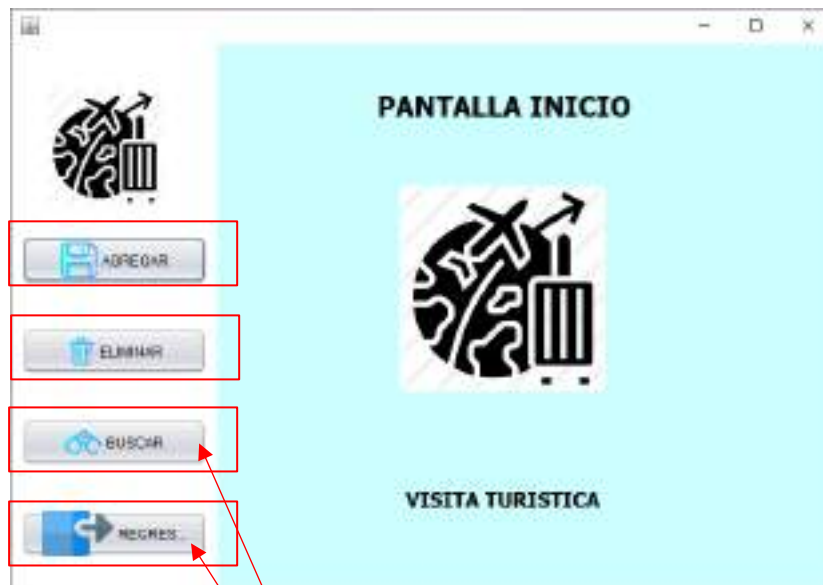 PANTALLA INICIO
AGREGAR
ELIMINAR
BUSCAR
REGRES...
VISITA TURISTICA